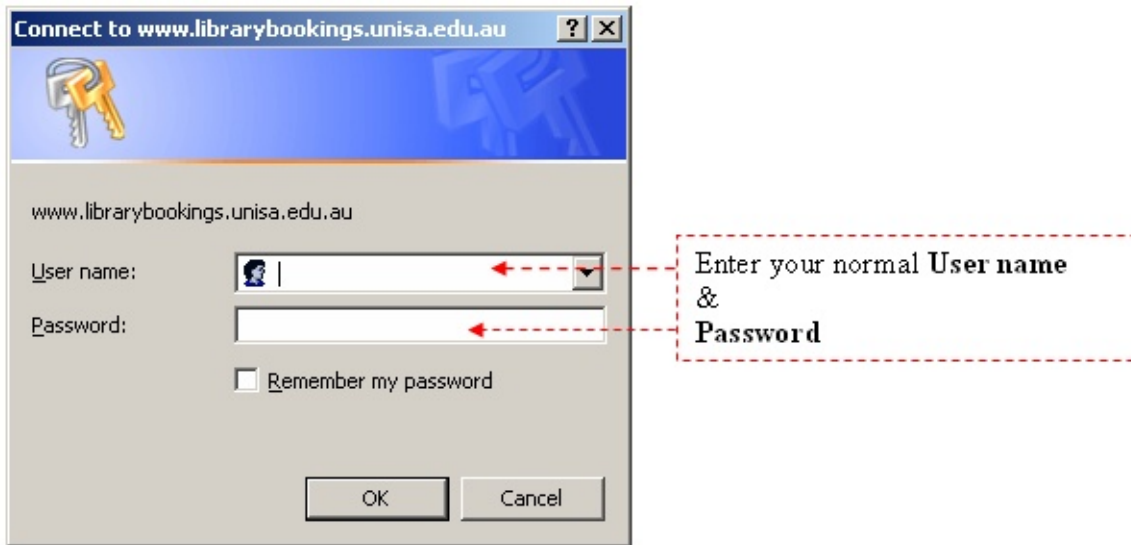 Connect to www.librarybookings.unisa.edu.au
www.librarybookings.unisa.edu.au
User name:
Password:
Remember my password
OK Cancel
Enter your normal User name
&
Password